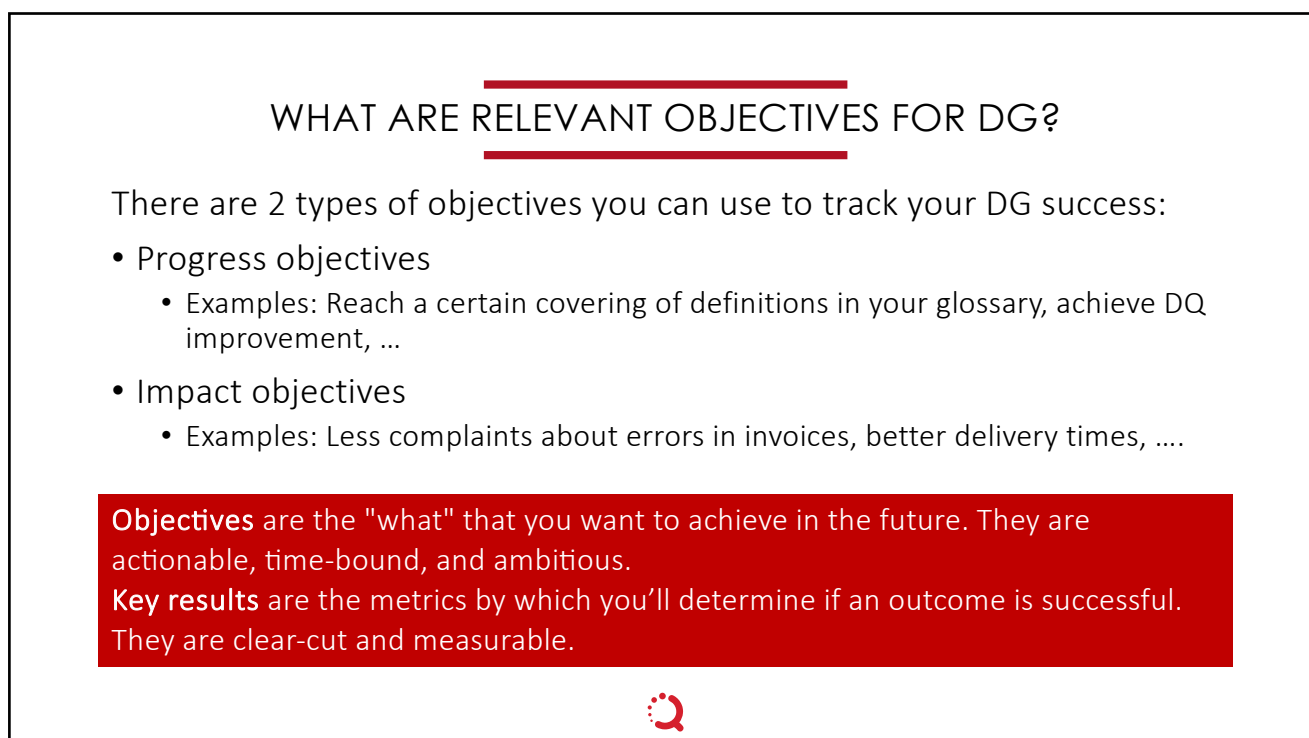 WHAT ARE RELEVANT OBJECTIVES FOR DG?
There are 2 types of objectives you can use to track your DG success:
• Progress objectives
• Examples: Reach a certain covering of definitions in your glossary, achieve DQ
improvement, …
• Impact objectives
• Examples: Less complaints about errors in invoices, better delivery times, ….
Objectives are the "what" that you want to achieve in the future. They are
actionable, time-bound, and ambitious.
Key results are the metrics by which you’ll determine if an outcome is successful.
They are clear-cut and measurable.